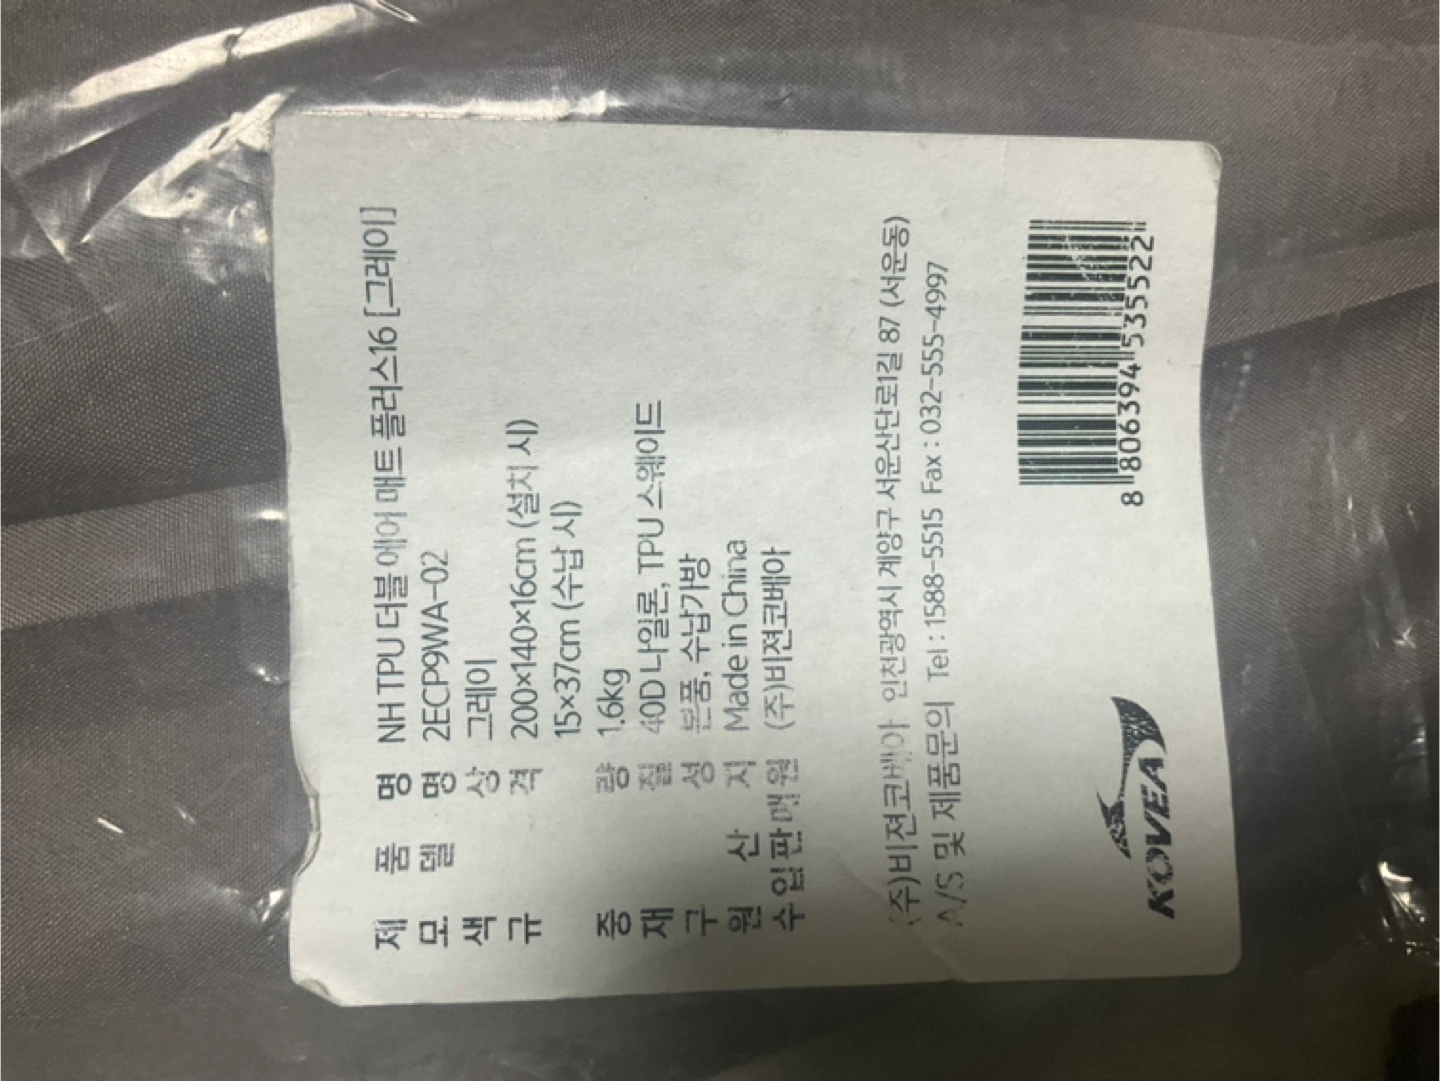 제 품 명 NH TPU 더블 에어 매트 플러스16 [그레이]
모 델 명 2ECP9WA-02
색 상 그레이
규 격 200×140×16cm (설치 시)
15×37cm (수납 시)
중 량 1.6kg
재 질 40D 나일론, TPU 스웨이드
구 성 본품, 수납가방
원 산 지 Made in China
수입판매원 (주)비젼코베아
(주)비젼코베아 인천광역시 계양구 서운산단로1길 87 (서운동)
A/S 및 제품문의 Tel : 1588-5515 Fax : 032-555-4997
KOVEA
8 806394 535522